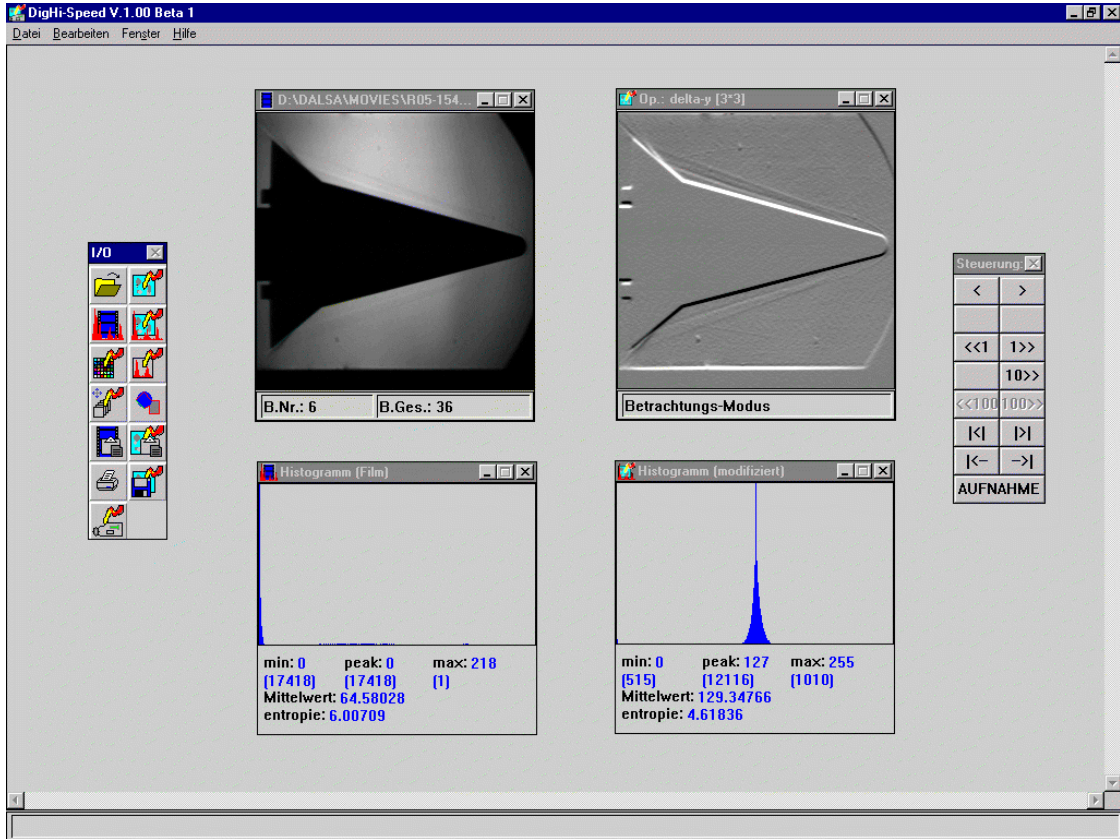 DigHi-Speed V.1.00 Beta 1
Datei Bearbeiten Fenster Hilfe
D:\DALSA\MOVIES\R05-154...
B.Nr.: 6 B.Ges.: 36
Op.: delta-y [3*3]
Betrachtungs-Modus
I/O
Steuerung:
< >
<<1 1>>
10>>
<<100 100>>
|<| |>|
|<- ->|
AUFNAHME
Histogramm (Film)
min: 0 peak: 0 max: 218
(17418) (17418) (1)
Mittelwert: 64.58028
entropie: 6.00709
Histogramm (modifiziert)
min: 0 peak: 127 max: 255
(515) (12116) (1010)
Mittelwert: 129.34766
entropie: 4.61836